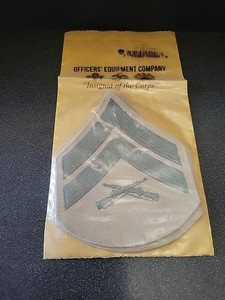 OFFICERS' EQUIPMENT COMPANY
"Insignia of the Corps"